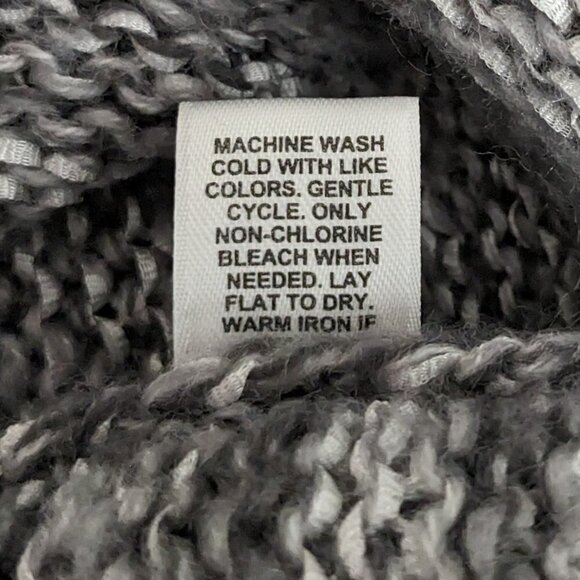 MACHINE WASH
COLD WITH LIKE
COLORS. GENTLE
CYCLE. ONLY
NON-CHLORINE
BLEACH WHEN
NEEDED. LAY
FLAT TO DRY.
WARM IRON IF